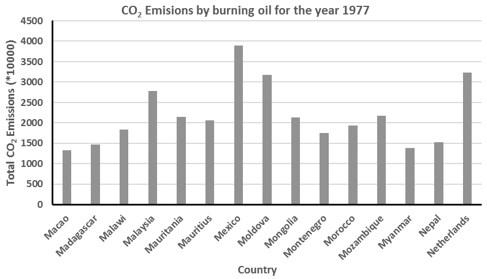 CO₂ Emisions by burning oil for the year 1977
Total CO₂ Emissions (*10000)
4500
4000
3500
3000
2500
2000
1500
1000
500
0
Macao
Madagascar
Malawi
Malaysia
Mauritania
Mauritius
Mexico
Moldova
Mongolia
Montenegro
Morocco
Mozambique
Myanmar
Nepal
Netherlands
Country